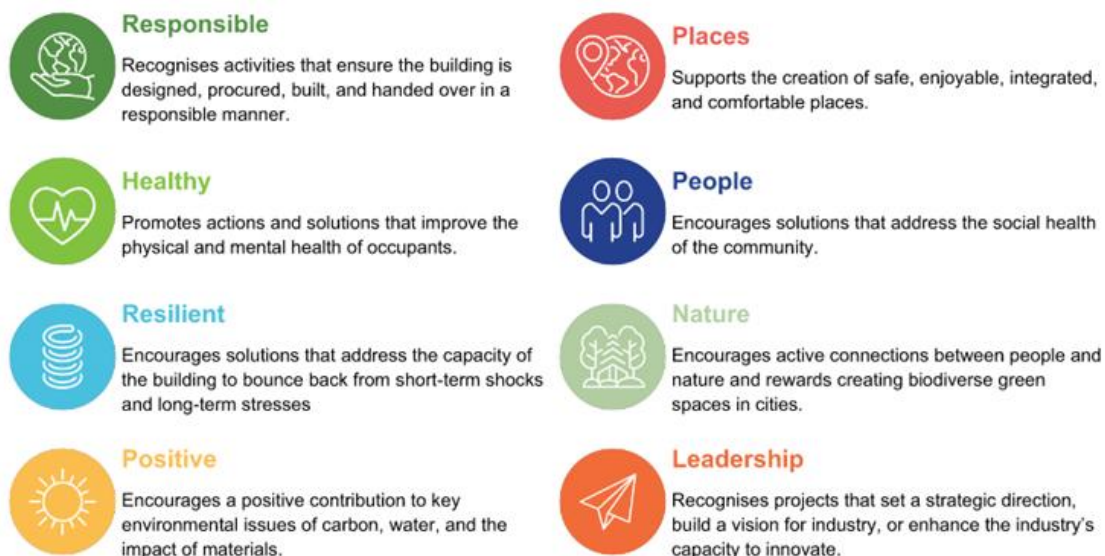 Responsible
Recognises activities that ensure the building is
designed, procured, built, and handed over in a
responsible manner.
Healthy
Promotes actions and solutions that improve the
physical and mental health of occupants.
Resilient
Encourages solutions that address the capacity of
the building to bounce back from short-term shocks
and long-term stresses
Positive
Encourages a positive contribution to key
environmental issues of carbon, water, and the
impact of materials.
Places
Supports the creation of safe, enjoyable, integrated,
and comfortable places.
People
Encourages solutions that address the social health
of the community.
Nature
Encourages active connections between people and
nature and rewards creating biodiverse green
spaces in cities.
Leadership
Recognises projects that set a strategic direction,
build a vision for industry, or enhance the industry's
capacity to innovate.